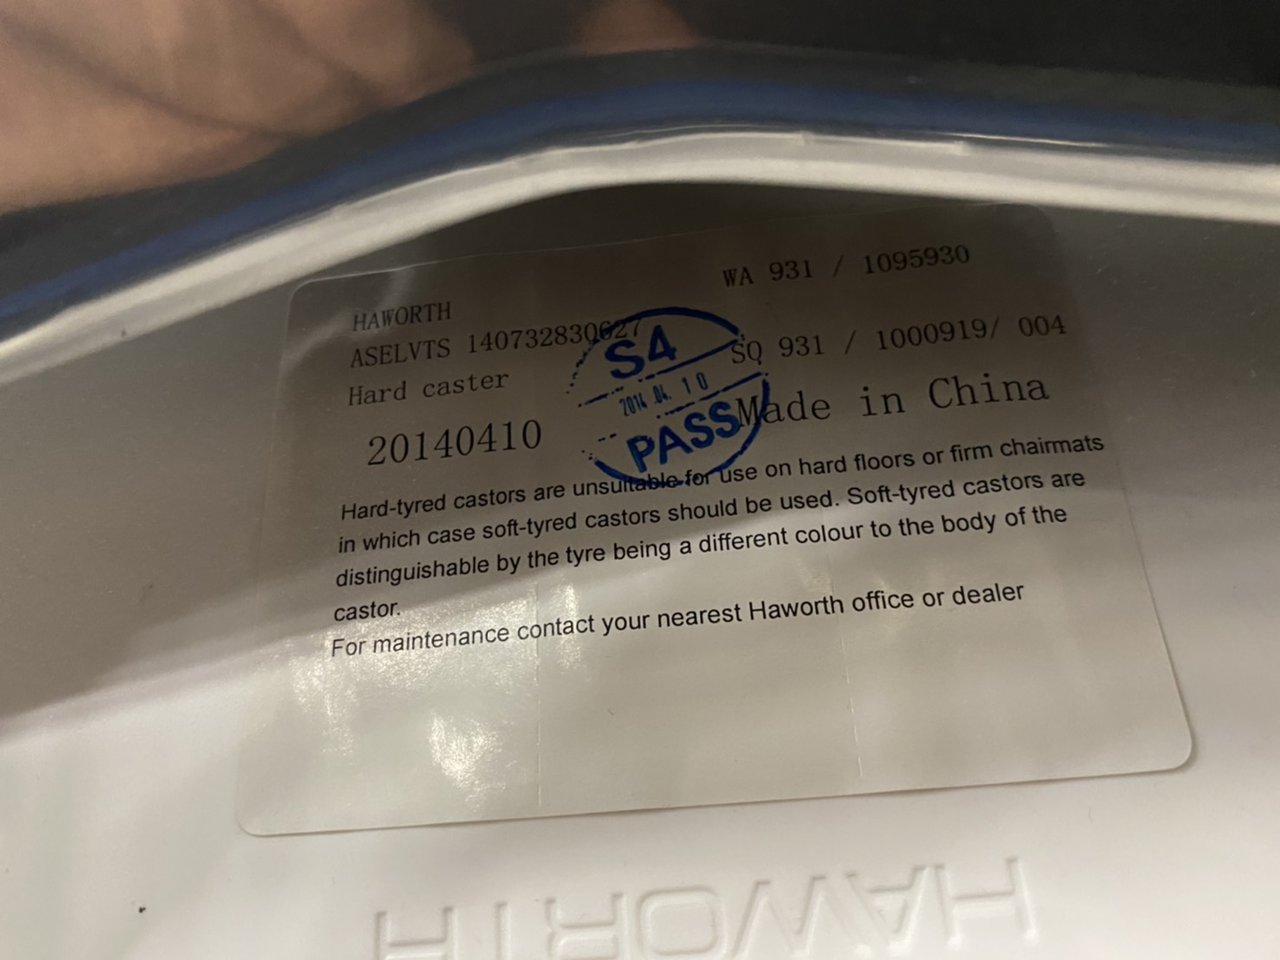 HAWORTH
WA 931 / 1095930
ASELVTS 140732830627
SQ 931 / 1000919/ 004
Hard caster
Made in China
20140410
S4
2014.04.10
PASS
Hard-tyred castors are unsuitable for use on hard floors or firm chairmats
in which case soft-tyred castors should be used. Soft-tyred castors are
distinguishable by the tyre being a different colour to the body of the
castor.
For maintenance contact your nearest Haworth office or dealer
HAWORTH